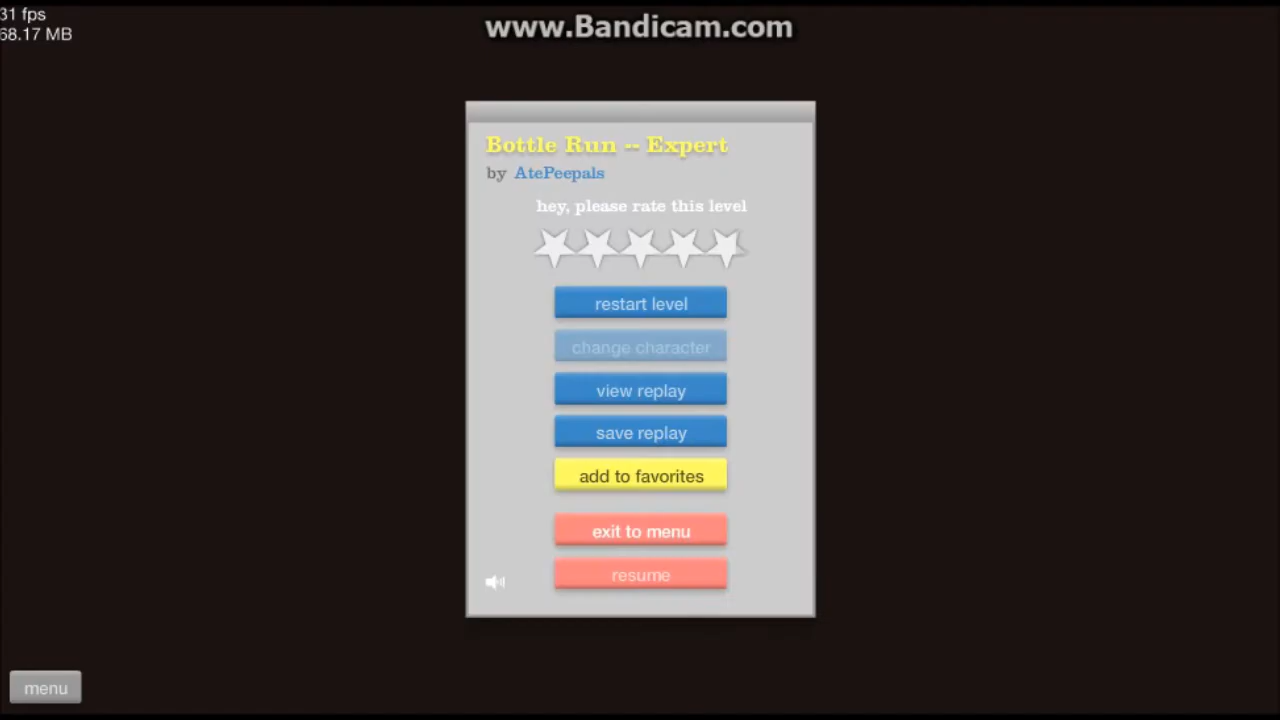 31 fps
68.17 MB
www.Bandicam.com
Bottle Run -- Expert
by AtePeepals
hey, please rate this level
restart level
change character
view replay
save replay
add to favorites
exit to menu
resume
menu